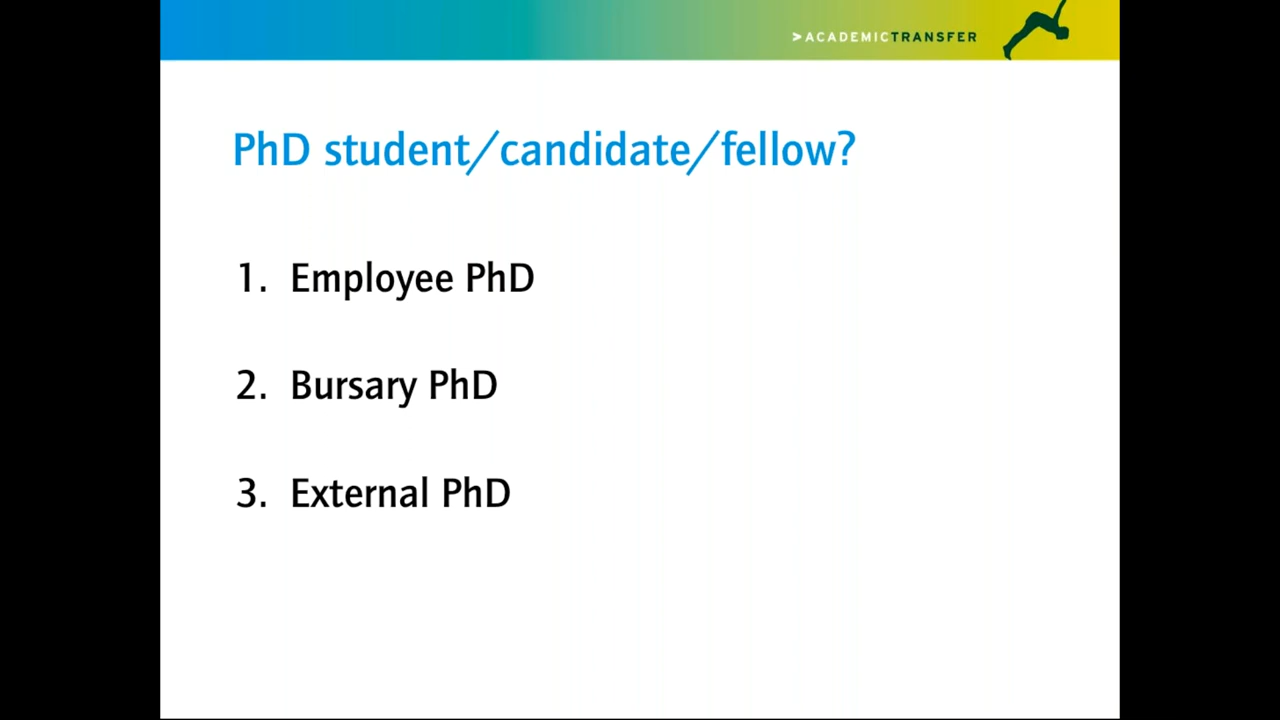 >ACADEMICTRANSFER
PhD student/candidate/fellow?
1. Employee PhD
2. Bursary PhD
3. External PhD